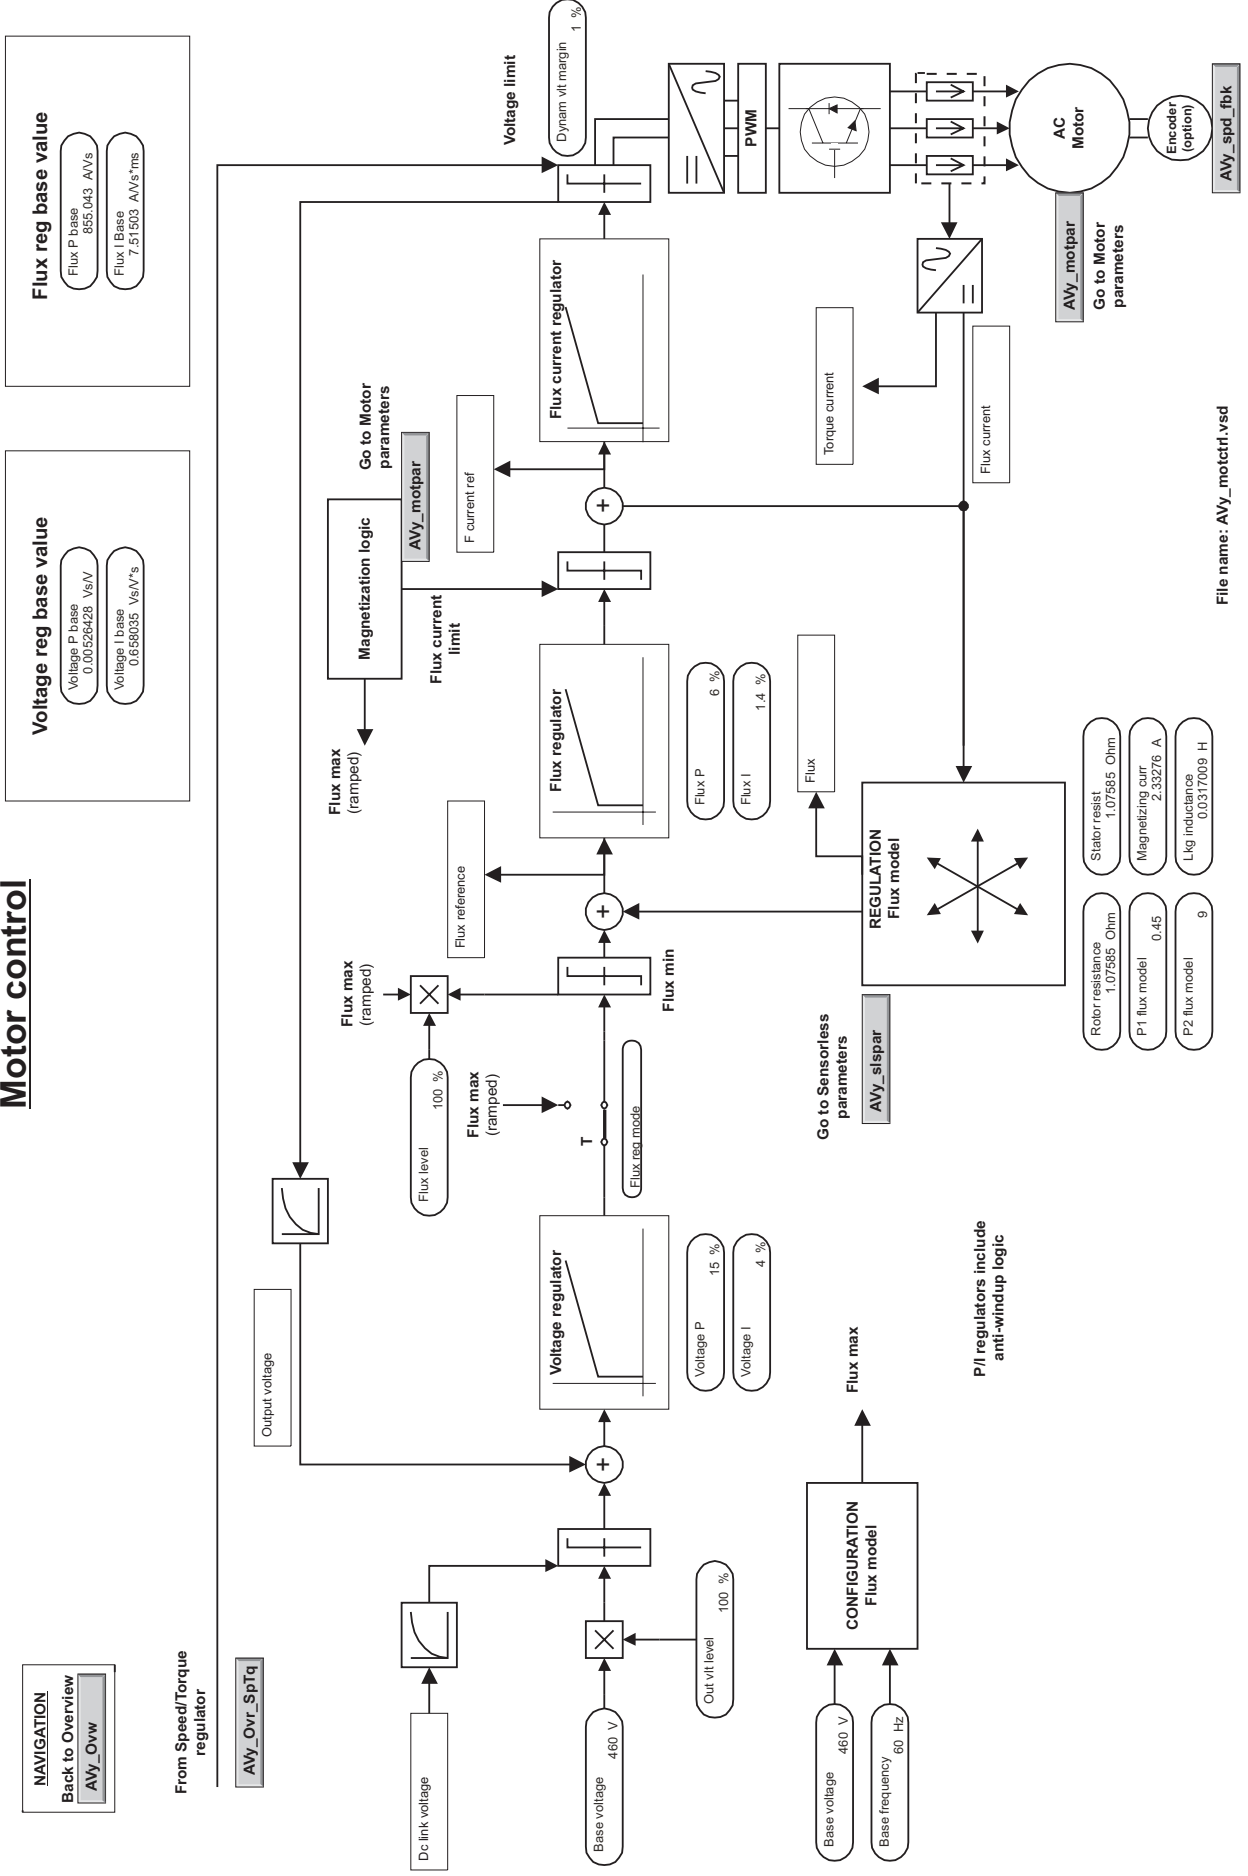 Motor control
NAVIGATION
Back to Overview
AVy_Ovw
Voltage reg base value
Voltage P base
0.00526428 Vs/V
Voltage I base
0.658035 Vs/V*s
Flux reg base value
Flux P base
855.043 A/Vs
Flux I Base
7.51503 A/Vs*ms
From Speed/Torque
regulator
AVy_Ovr_SpTq
Output voltage
Dc link voltage
Base voltage
460 V
Out vlt level
100 %
Voltage regulator
Voltage P
15 %
Voltage I
4 %
T
Flux reg mode
Flux level
100 %
Flux max
(ramped)
Flux max
(ramped)
Flux min
Flux reference
Flux max
(ramped)
Magnetization logic
Go to Motor
parameters
AVy_motpar
Flux current
limit
Flux regulator
Flux P
6 %
Flux I
1.4 %
F current ref
Flux current regulator
Voltage limit
Dynam vlt margin
1 %
PWM
AC
Motor
Encoder
(option)
AVy_spd_fbk
AVy_motpar
Go to Motor
parameters
Torque current
Flux current
Flux
REGULATION
Flux model
Go to Sensorless
parameters
AVy_slspar
Rotor resistance
1.07585 Ohm
P1 flux model
0.45
P2 flux model
9
Stator resist
1.07585 Ohm
Magnetizing curr
2.33276 A
Lkg inductance
0.0317009 H
Base voltage
460 V
Base frequency
60 Hz
CONFIGURATION
Flux model
Flux max
P/I regulators include
anti-windup logic
File name: AVy_motctrl.vsd